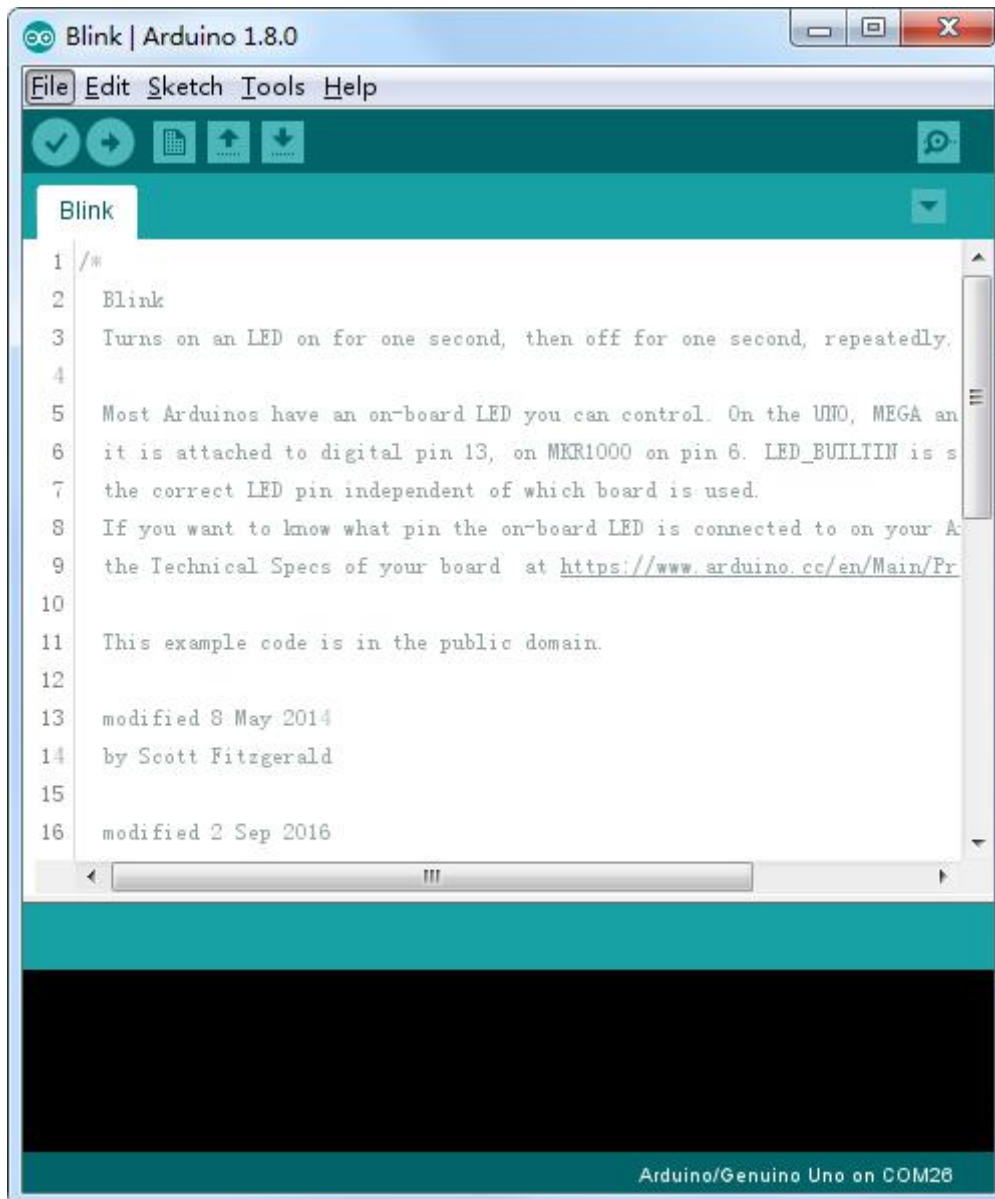 Blink | Arduino 1.8.0
File Edit Sketch Tools Help
Blink
1 /*
2 Blink
3 Turns on an LED on for one second, then off for one second, repeatedly.
4
5 Most Arduinos have an on-board LED you can control. On the UNO, MEGA an
6 it is attached to digital pin 13, on MKR1000 on pin 6. LED_BUILTIN is s
7 the correct LED pin independent of which board is used.
8 If you want to know what pin the on-board LED is connected to on your A
9 the Technical Specs of your board at https://www.arduino.cc/en/Main/Pr
10
11 This example code is in the public domain.
12
13 modified 8 May 2014
14 by Scott Fitzgerald
15
16 modified 2 Sep 2016
Arduino/Genuino Uno on COM26